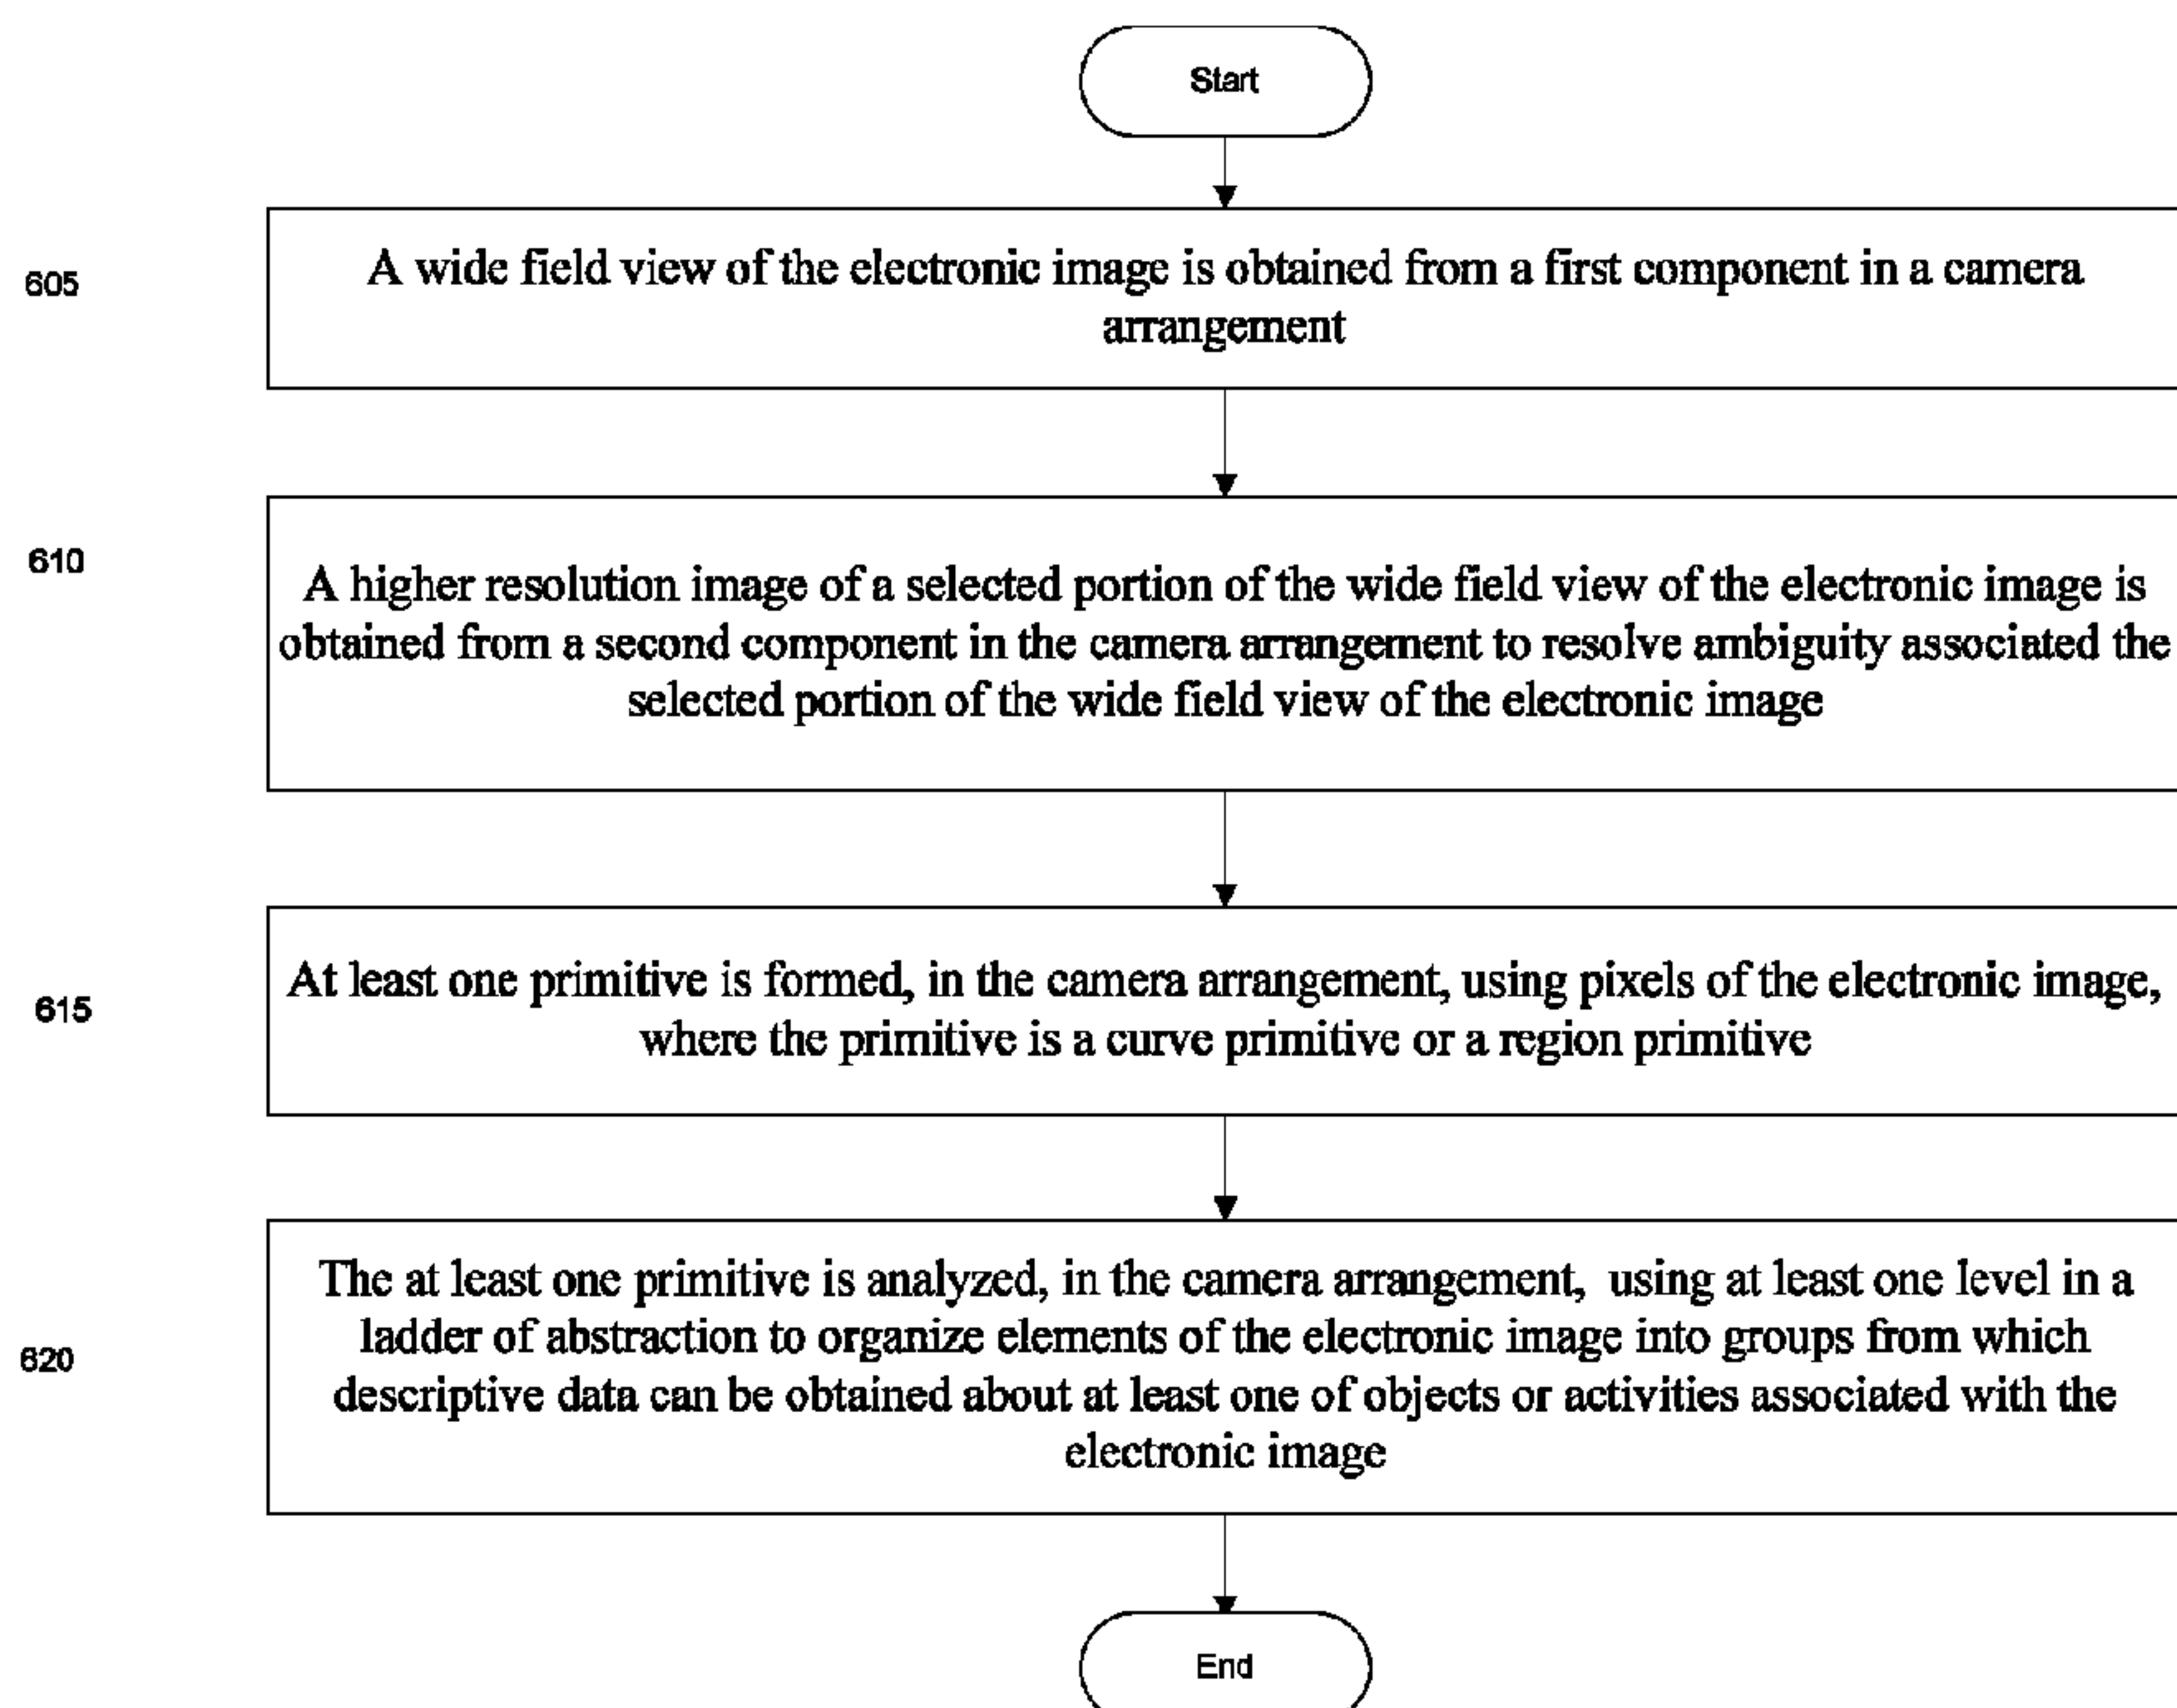 Start
605
A wide field view of the electronic image is obtained from a first component in a camera
arrangement
610
A higher resolution image of a selected portion of the wide field view of the electronic image is
obtained from a second component in the camera arrangement to resolve ambiguity associated the
selected portion of the wide field view of the electronic image
615
At least one primitive is formed, in the camera arrangement, using pixels of the electronic image,
where the primitive is a curve primitive or a region primitive
620
The at least one primitive is analyzed, in the camera arrangement, using at least one level in a
ladder of abstraction to organize elements of the electronic image into groups from which
descriptive data can be obtained about at least one of objects or activities associated with the
electronic image
End